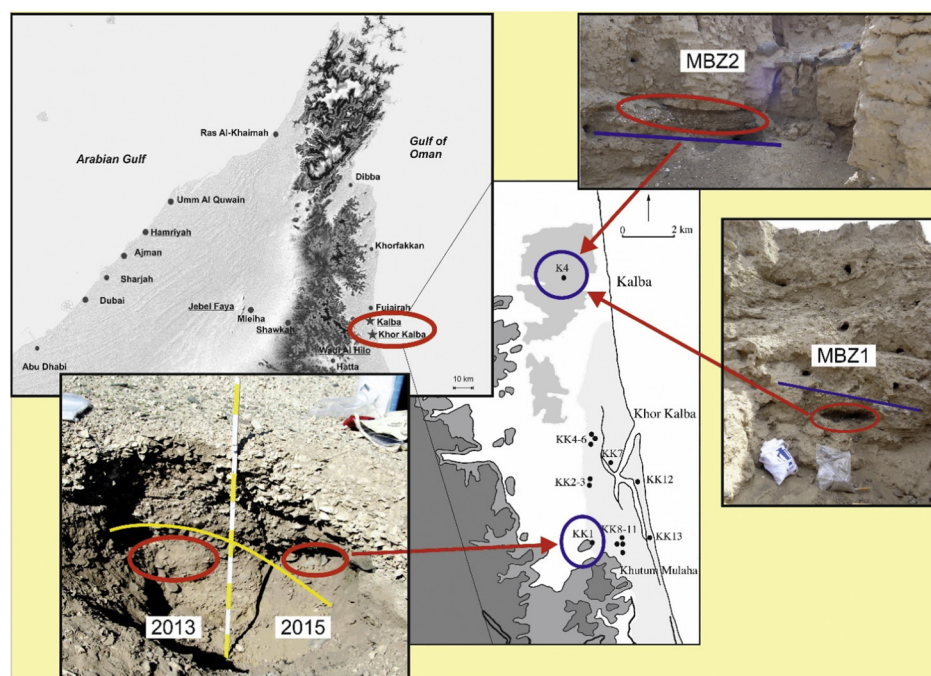 Arabian Gulf
Gulf of
Oman
Ras Al-Khaimah
Dibba
Umm Al Quwain
Hamriyah
Khorfakkan
Ajman
Sharjah
Dubai
Jebel Faya
Mleiha
Shawkah
Fujairah
Kalba
Khor Kalba
Wadi Al Hilo
Hatta
Abu Dhabi
10 km
MBZ2
0 2 km
K4
Kalba
MBZ1
Khor Kalba
KK4-6
KK7
KK2-3
KK12
KK1
KK8-11
KK13
Khutum Mulaha
2013
2015